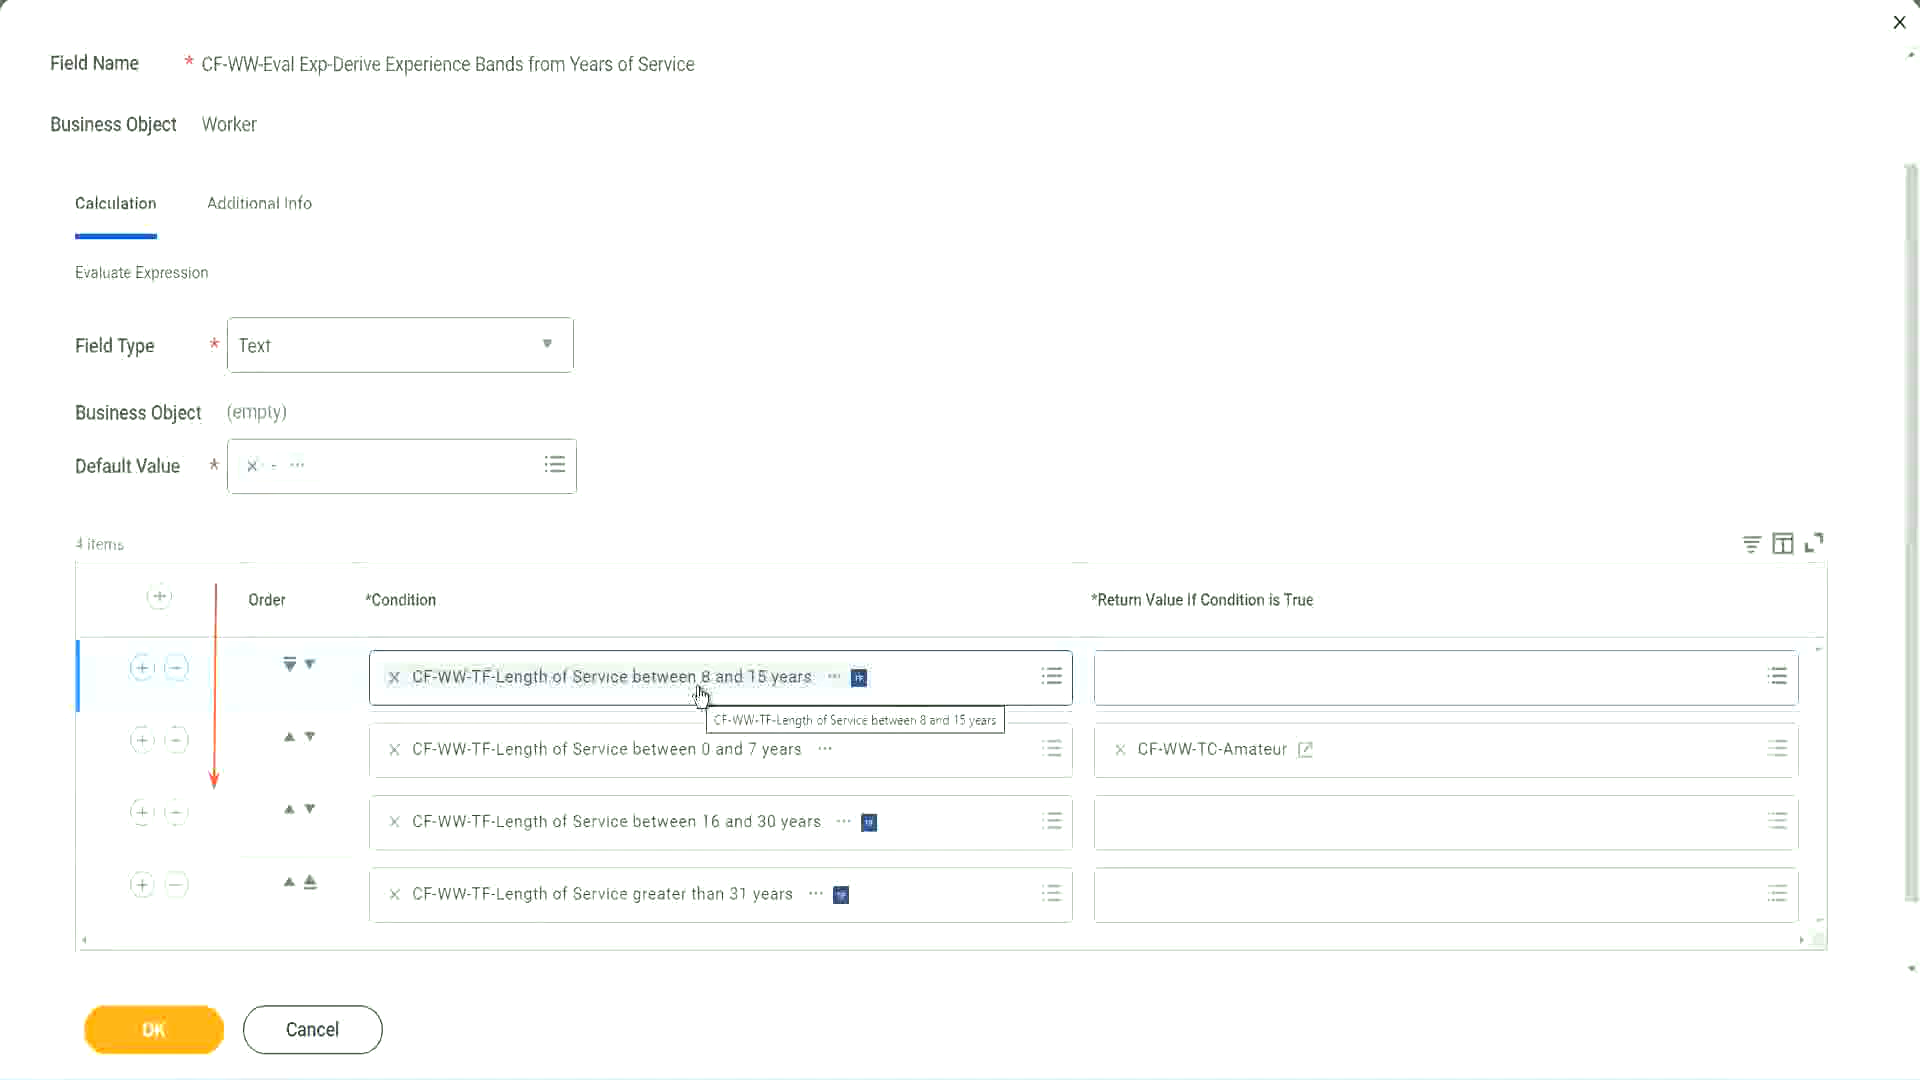 Field Name * CF-WW-Eval Exp-Derive Experience Bands from Years of Service
Business Object Worker
Calculation Additional Info
Evaluate Expression
Field Type * Text
Business Object (empty)
Default Value * × - ...
4 items
Order *Condition *Return Value If Condition is True
CF-WW-TF-Length of Service between 8 and 15 years ...
CF-WW-TF-Length of Service between 8 and 15 years
CF-WW-TF-Length of Service between 0 and 7 years ... CF-WW-TC-Amateur
CF-WW-TF-Length of Service between 16 and 30 years ...
CF-WW-TF-Length of Service greater than 31 years ...
OK Cancel